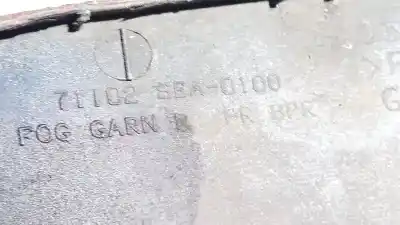 71102 SEA-0100
FOG GARN R FR BPR
>P
G